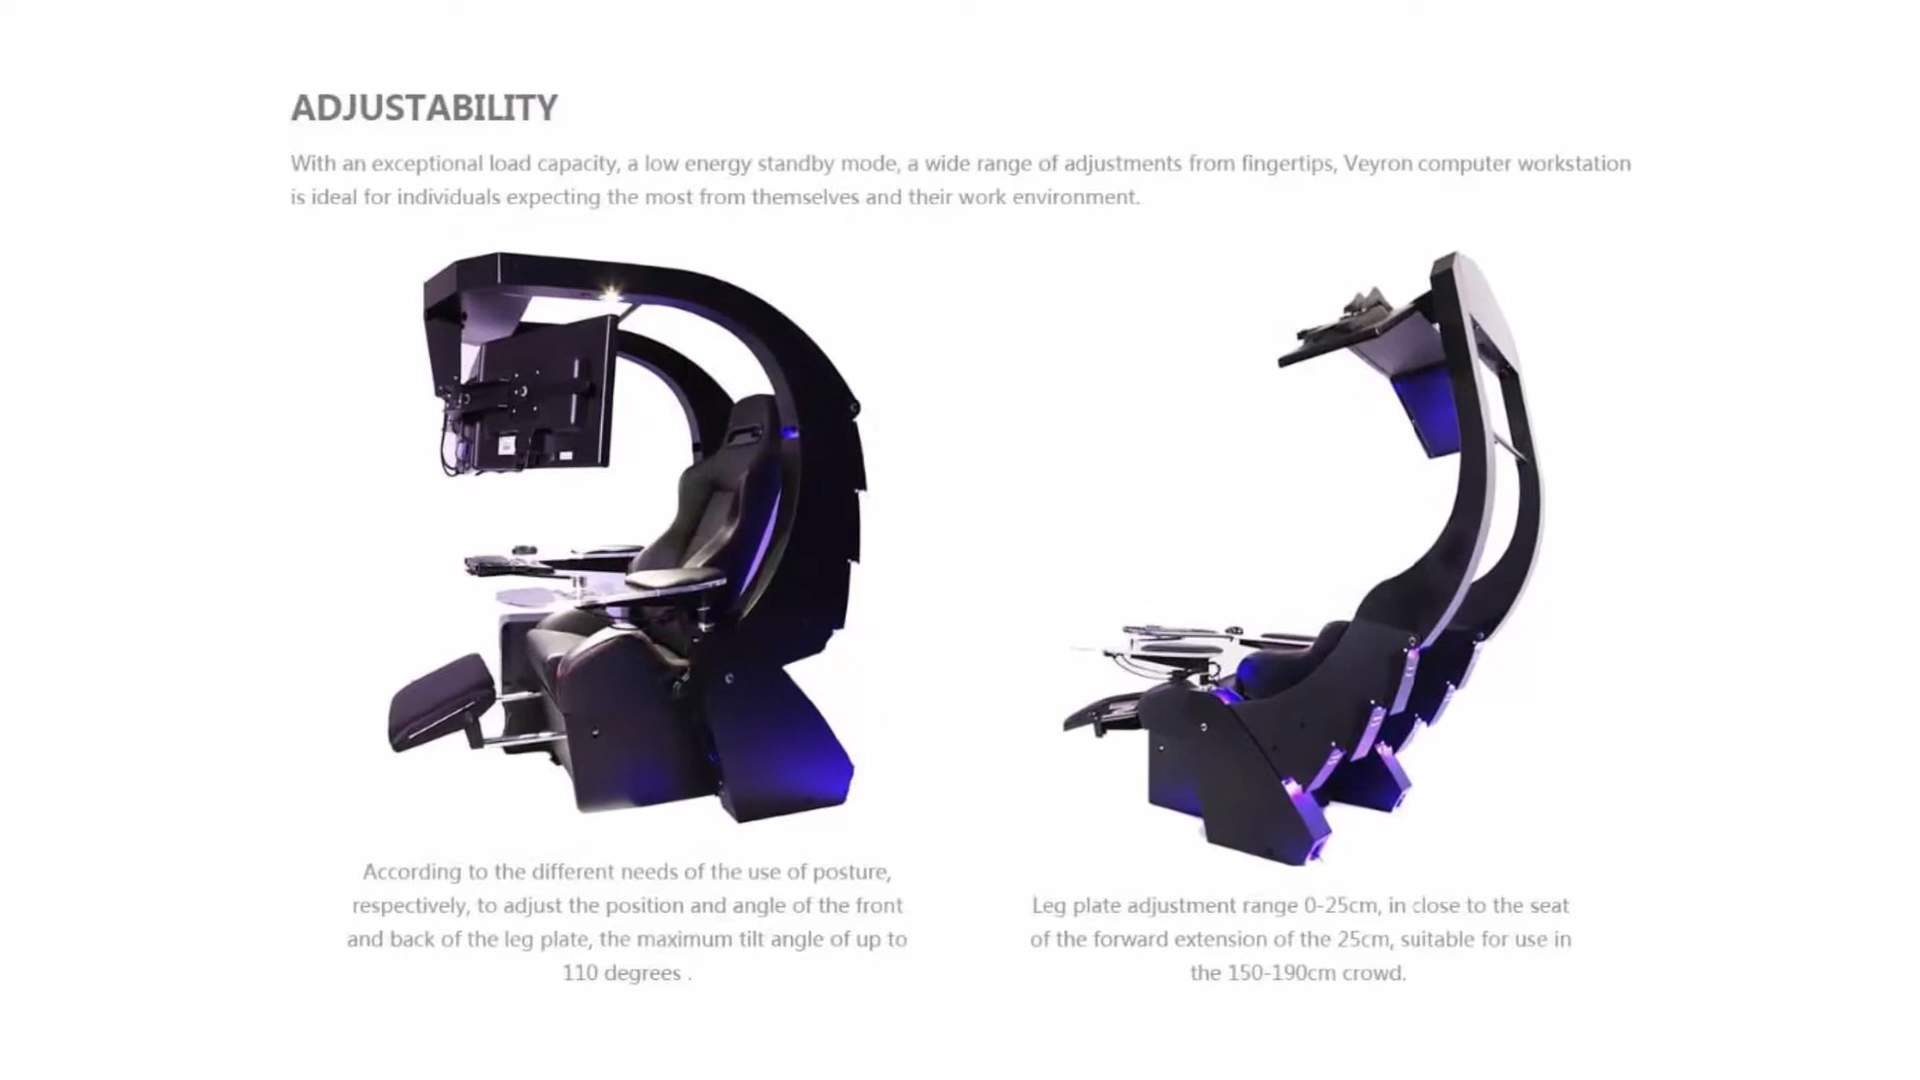 ADJUSTABILITY
With an exceptional load capacity, a low energy standby mode, a wide range of adjustments from fingertips, Veyron computer workstation
is ideal for individuals expecting the most from themselves and their work environment.
According to the different needs of the use of posture,
respectively, to adjust the position and angle of the front
and back of the leg plate, the maximum tilt angle of up to
110 degrees .
Leg plate adjustment range 0-25cm, in close to the seat
of the forward extension of the 25cm, suitable for use in
the 150-190cm crowd.